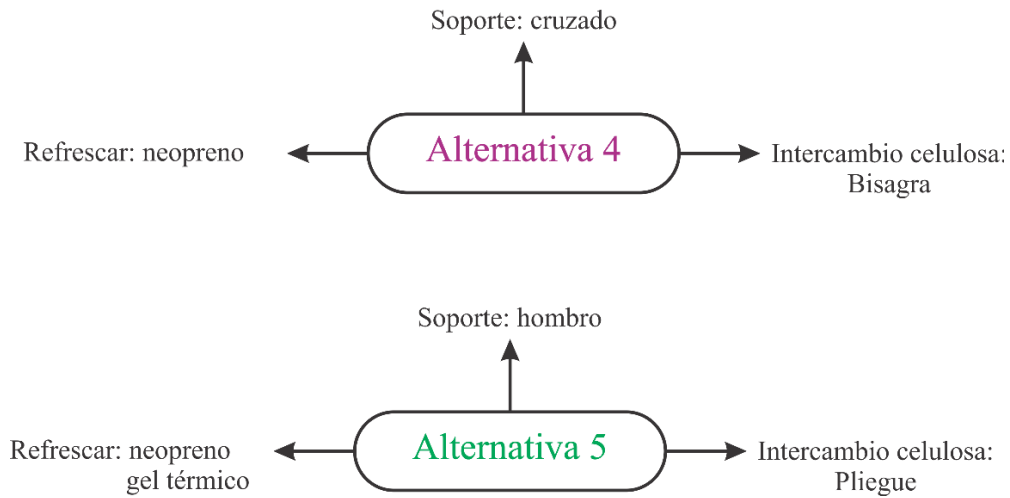 Soporte: cruzado
Refrescar: neopreno
Alternativa 4
Intercambio celulosa:
Bisagra
Soporte: hombro
Refrescar: neopreno
gel térmico
Alternativa 5
Intercambio celulosa:
Pliegue